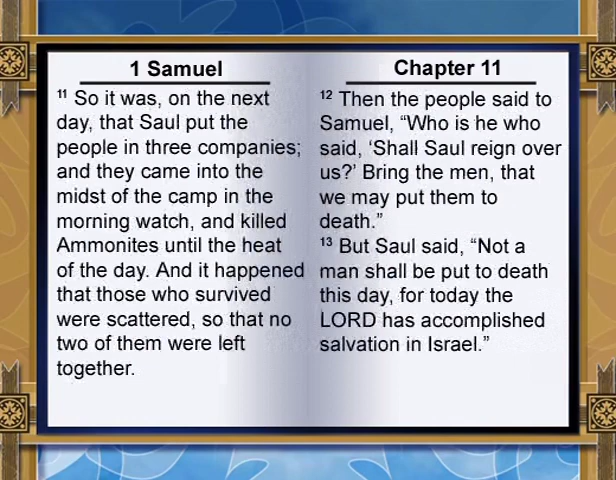 1 Samuel
¹¹ So it was, on the next
day, that Saul put the
people in three companies;
and they came into the
midst of the camp in the
morning watch, and killed
Ammonites until the heat
of the day. And it happened
that those who survived
were scattered, so that no
two of them were left
together.
Chapter 11
¹² Then the people said to
Samuel, “Who is he who
said, ‘Shall Saul reign over
us?’ Bring the men, that
we may put them to
death.”
¹³ But Saul said, “Not a
man shall be put to death
this day, for today the
LORD has accomplished
salvation in Israel.”